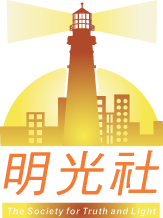 明光社
The Society for Truth and Light